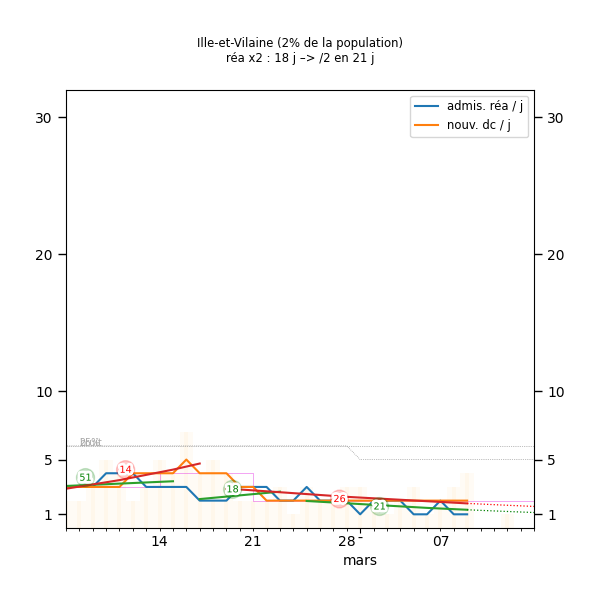 Ille-et-Vilaine (2% de la population)
réa x2 : 18 j –> /2 en 21 j
admis. réa / j
nouv. dc / j
30 30
20 20
10 10
5 5
1 1
51 14 18 26 21
14 21 28 07
mars